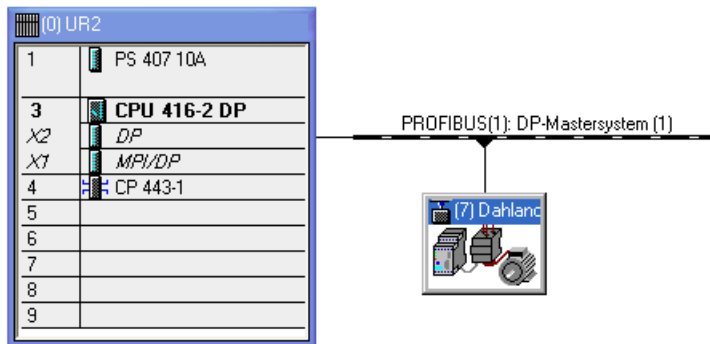 (0) UR2
1 PS 407 10A
3 CPU 416-2 DP
X2 DP
X1 MPI/DP
4 CP 443-1
5
6
7
8
9
PROFIBUS(1): DP-Mastersystem (1)
(7) Dahland